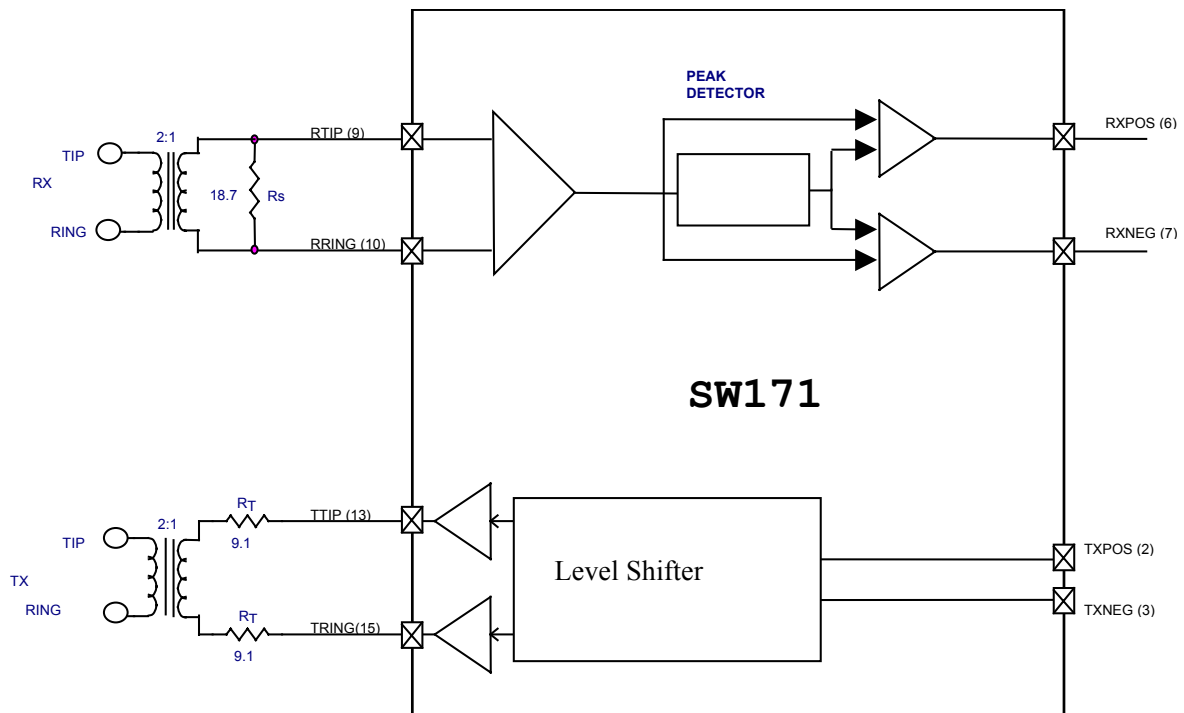 PEAK
DETECTOR
2:1
RTIP (9)
RXPOS (6)
TIP
RX
18.7
Rs
RING
RRING (10)
RXNEG (7)
SW171
RT
TTIP (13)
2:1
9.1
TIP
TXPOS (2)
Level Shifter
TX
RING
TXNEG (3)
RT
TRING(15)
9.1